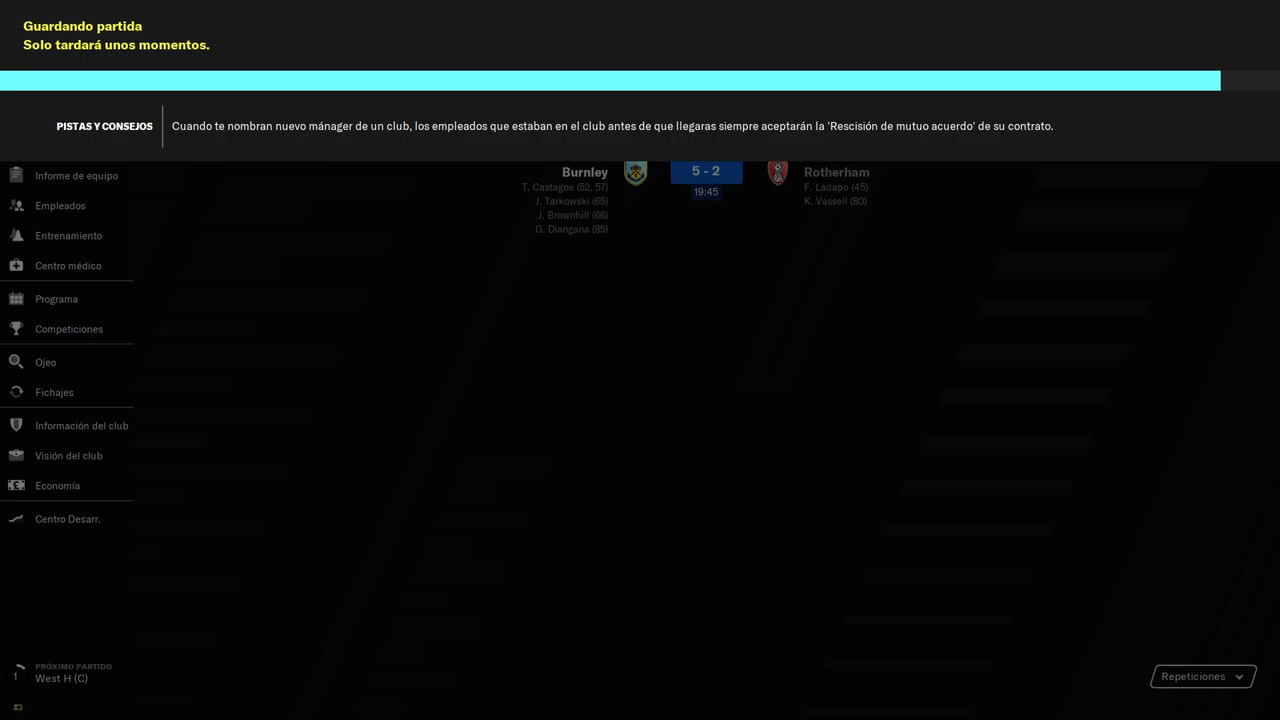 Guardando partida
Solo tardará unos momentos.
PISTAS Y CONSEJOS
Cuando te nombran nuevo mánager de un club, los empleados que estaban en el club antes de que llegaras siempre aceptarán la 'Rescisión de mutuo acuerdo' de su contrato.
Burnley 5 - 2 Rotherham
19:45
T. Castagne (52, 57)
J. Tarkowski (65)
J. Brownhill (66)
G. Diangana (85)
F. Ladapo (45)
K. Vassell (80)
Informe de equipo
Empleados
Entrenamiento
Centro médico
Programa
Competiciones
Ojeo
Fichajes
Información del club
Visión del club
Economía
Centro Desarr.
1
PRÓXIMO PARTIDO
West H (C)
Repeticiones